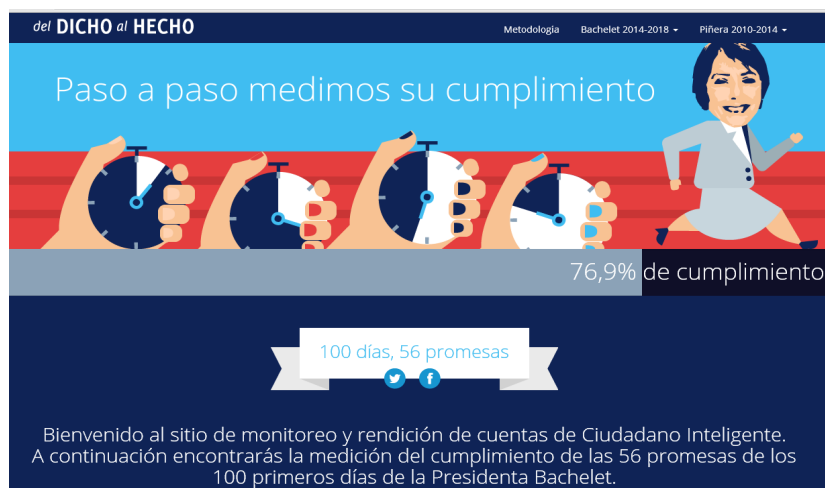 del DICHO al HECHO
Metodologia Bachelet 2014-2018 Piñera 2010-2014
Paso a paso medimos su cumplimiento
76,9% de cumplimiento
100 días, 56 promesas
Bienvenido al sitio de monitoreo y rendición de cuentas de Ciudadano Inteligente.
A continuación encontrarás la medición del cumplimiento de las 56 promesas de los
100 primeros días de la Presidenta Bachelet.